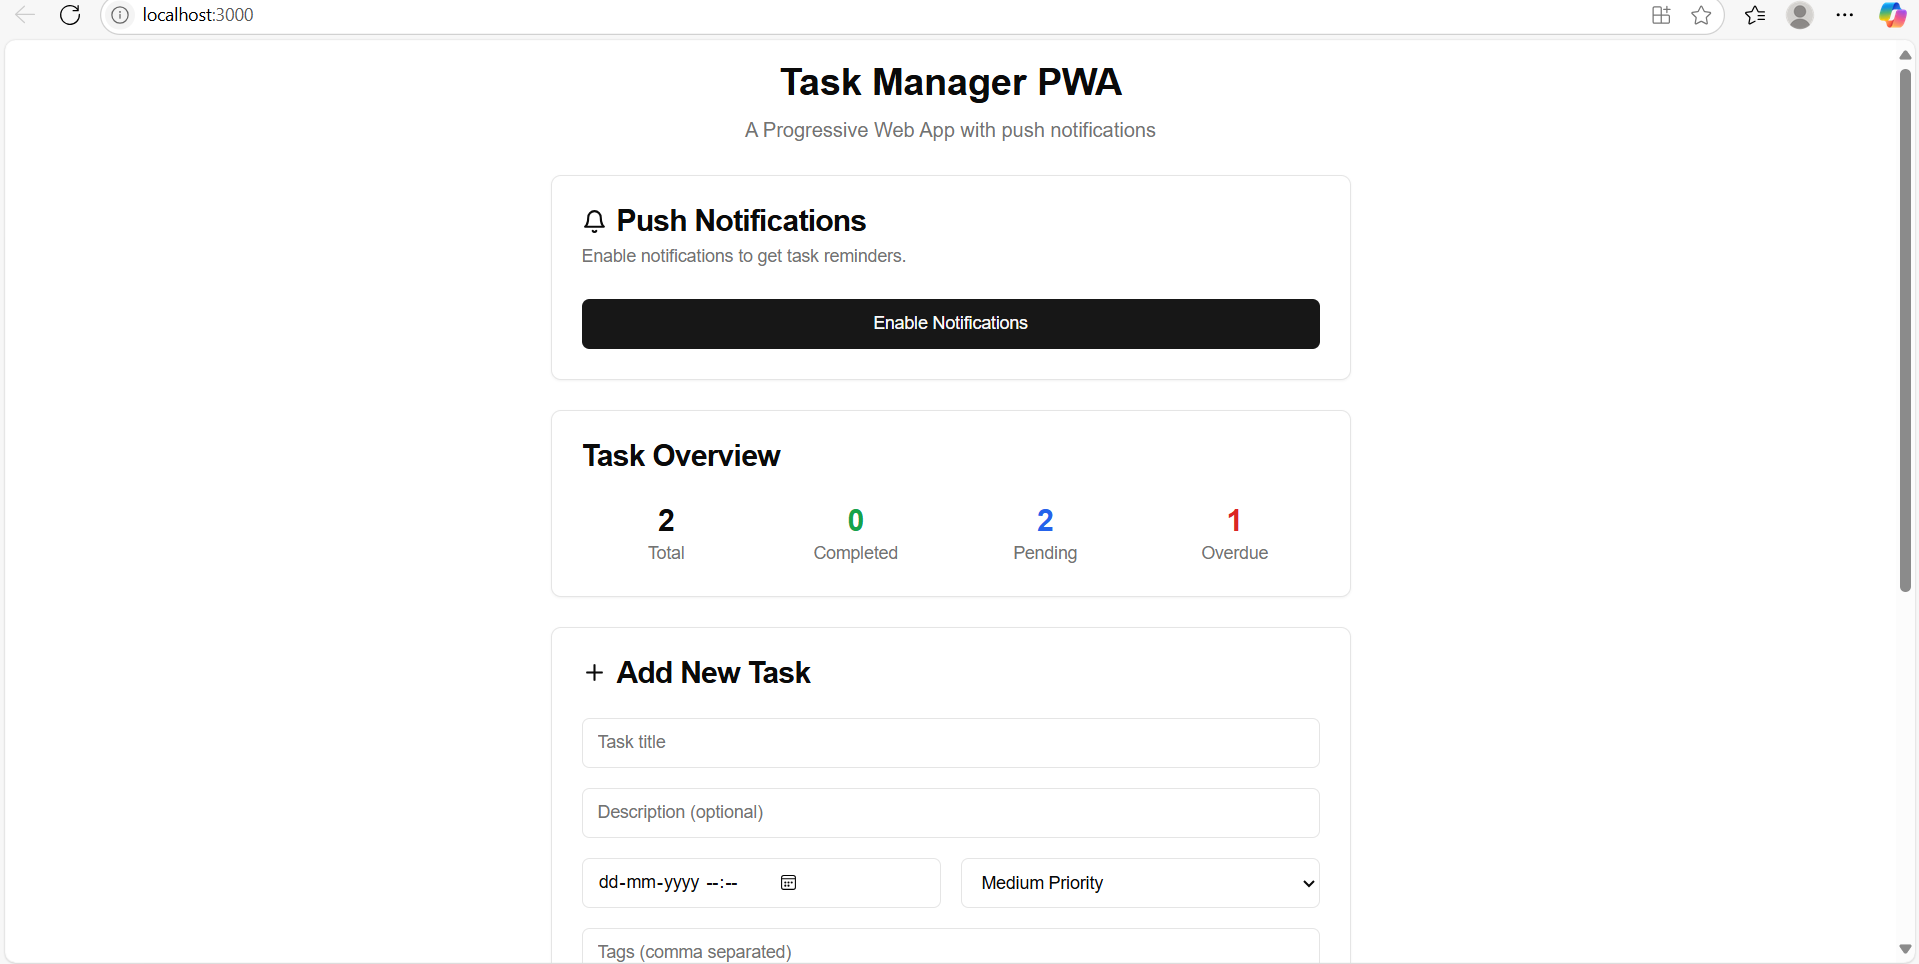 localhost:3000
Task Manager PWA
A Progressive Web App with push notifications
Push Notifications
Enable notifications to get task reminders.
Enable Notifications
Task Overview
2 0 2 1
Total Completed Pending Overdue
+ Add New Task
Task title
Description (optional)
dd-mm-yyyy --:-- Medium Priority
Tags (comma separated)